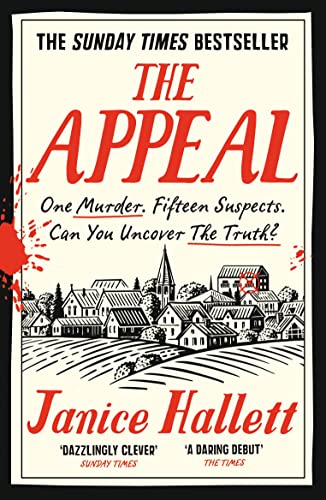 THE SUNDAY TIMES BESTSELLER
THE
APPEAL
One Murder. Fifteen Suspects.
Can You Uncover The Truth?
Janice Hallett
‘DAZZLINGLY CLEVER’ ‘A DARING DEBUT’
SUNDAY TIMES THE TIMES